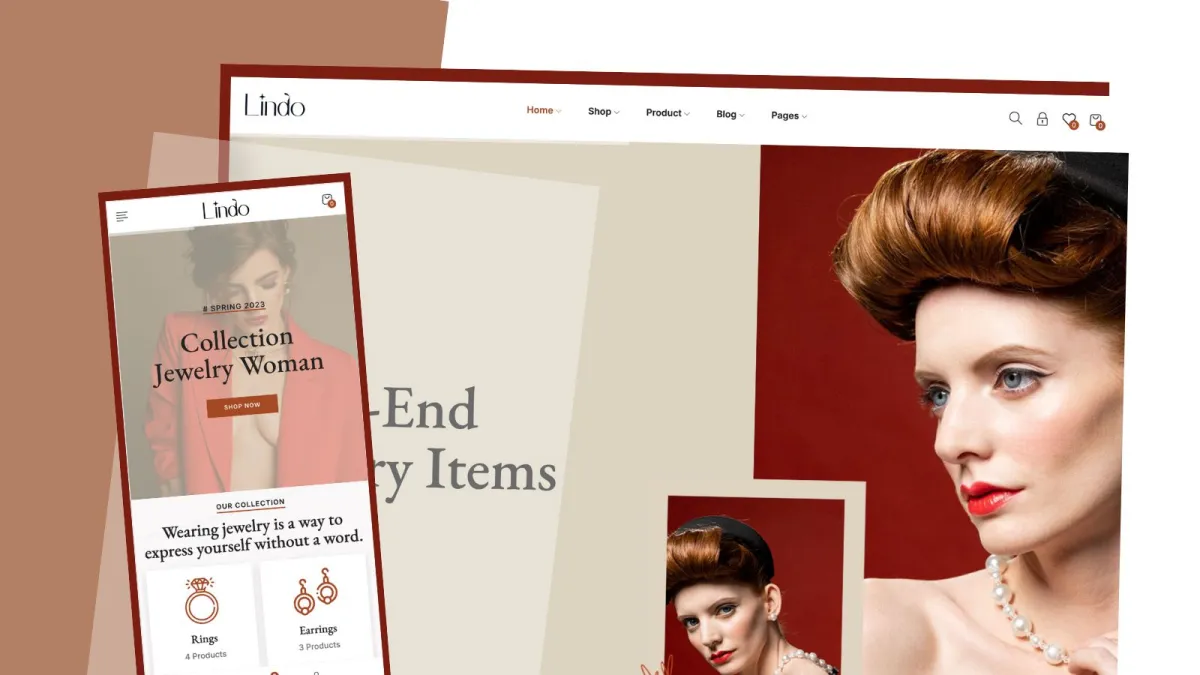 Lindo
Home Shop Product Blog Pages
0 0
-End
ry Items
Lindo
0
# SPRING 2023
Collection
Jewelry Woman
SHOP NOW
OUR COLLECTION
Wearing jewelry is a way to
express yourself without a word.
Rings
4 Products
Earrings
3 Products